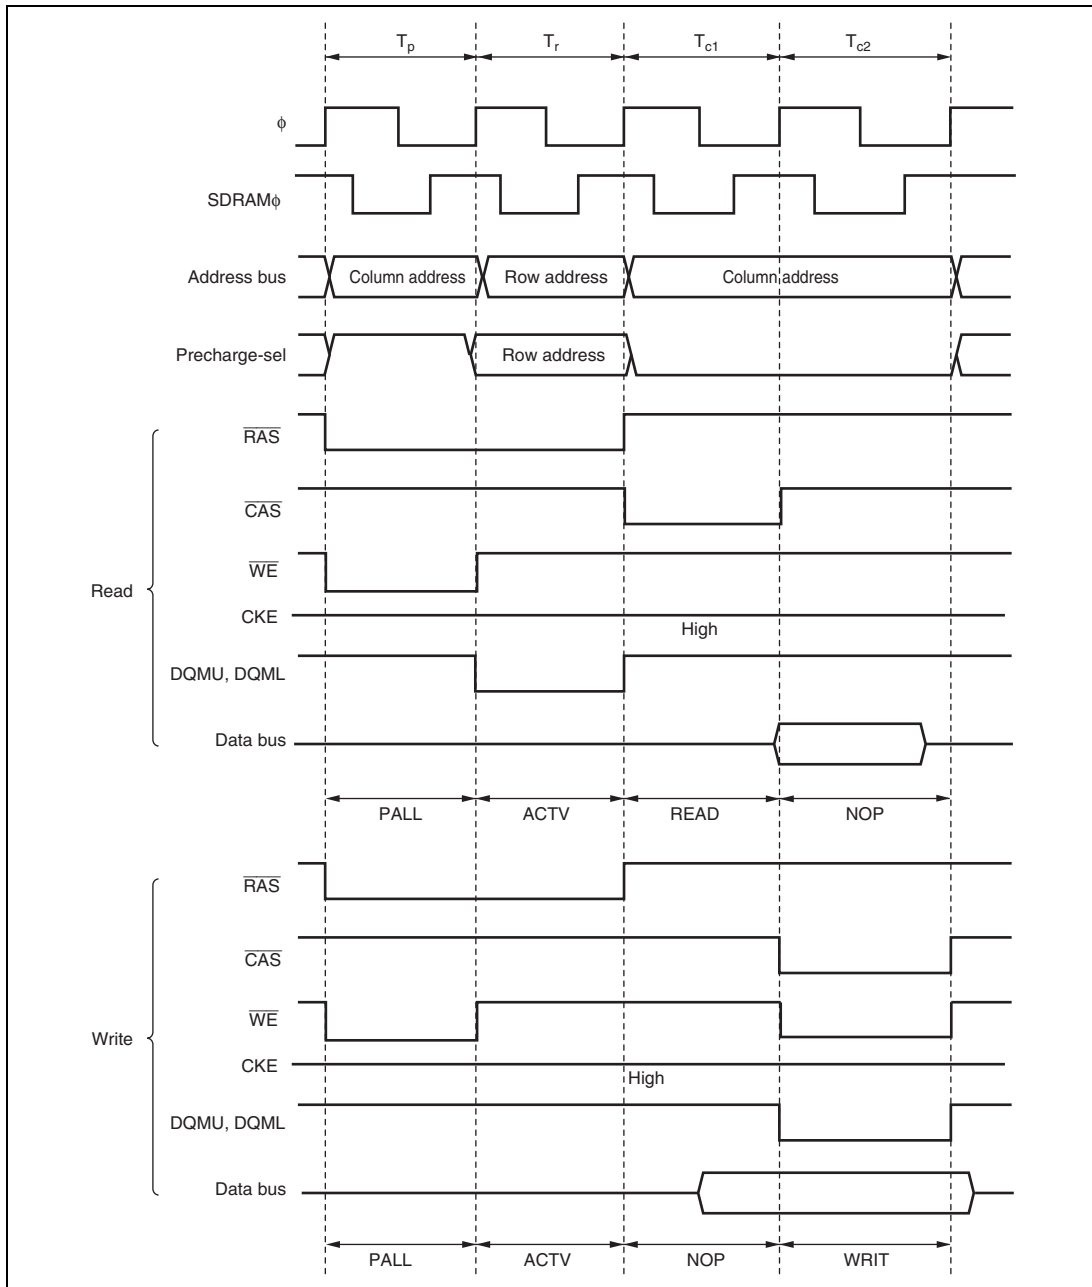 Tp Tr Tc1 Tc2
ϕ
SDRAMϕ
Address bus Column address Row address Column address
Precharge-sel Row address
Read
RAS
CAS
WE
CKE High
DQMU, DQML
Data bus
PALL ACTV READ NOP
Write
RAS
CAS
WE
CKE High
DQMU, DQML
Data bus
PALL ACTV NOP WRIT